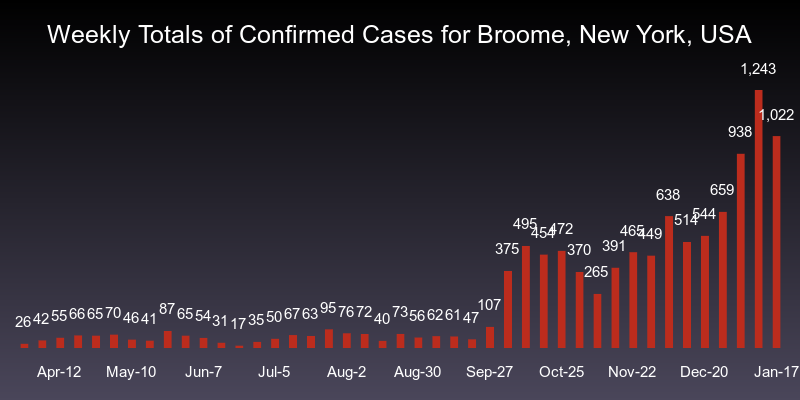 Weekly Totals of Confirmed Cases for Broome, New York, USA
26 42 55 66 65 70 46 41 87 65 54 31 17 35 50 67 63 95 76 72 40 73 56 62 61 47 107 375 495 454 472 370 265 391 465 449 638 514 544 659 938 1,243 1,022
Apr-12 May-10 Jun-7 Jul-5 Aug-2 Aug-30 Sep-27 Oct-25 Nov-22 Dec-20 Jan-17